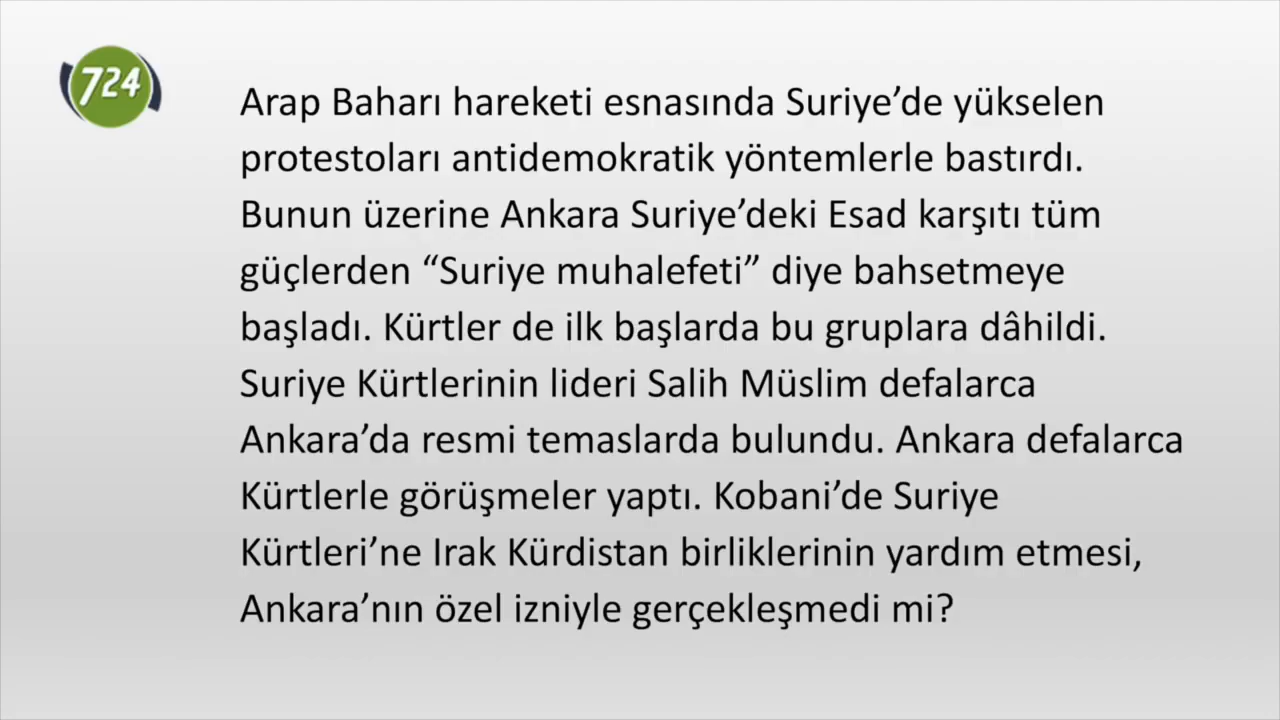 724
Arap Baharı hareketi esnasında Suriye’de yükselen
protestoları antidemokratik yöntemlerle bastırdı.
Bunun üzerine Ankara Suriye’deki Esad karşıtı tüm
güçlerden “Suriye muhalefeti” diye bahsetmeye
başladı. Kürtler de ilk başlarda bu gruplara dâhildi.
Suriye Kürtlerinin lideri Salih Müslim defalarca
Ankara’da resmi temaslarda bulundu. Ankara defalarca
Kürtlerle görüşmeler yaptı. Kobani’de Suriye
Kürtleri’ne Irak Kürdistan birliklerinin yardım etmesi,
Ankara’nın özel izniyle gerçekleşmedi mi?